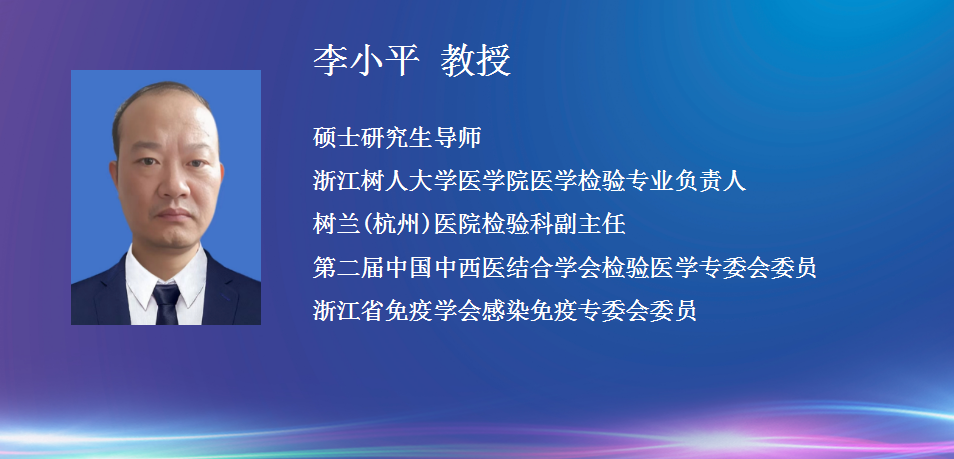 李小平 教授
硕士研究生导师
浙江树人大学医学院医学检验专业负责人
树兰(杭州)医院检验科副主任
第二届中国中西医结合学会检验医学专委会委员
浙江省免疫学会感染免疫专委会委员